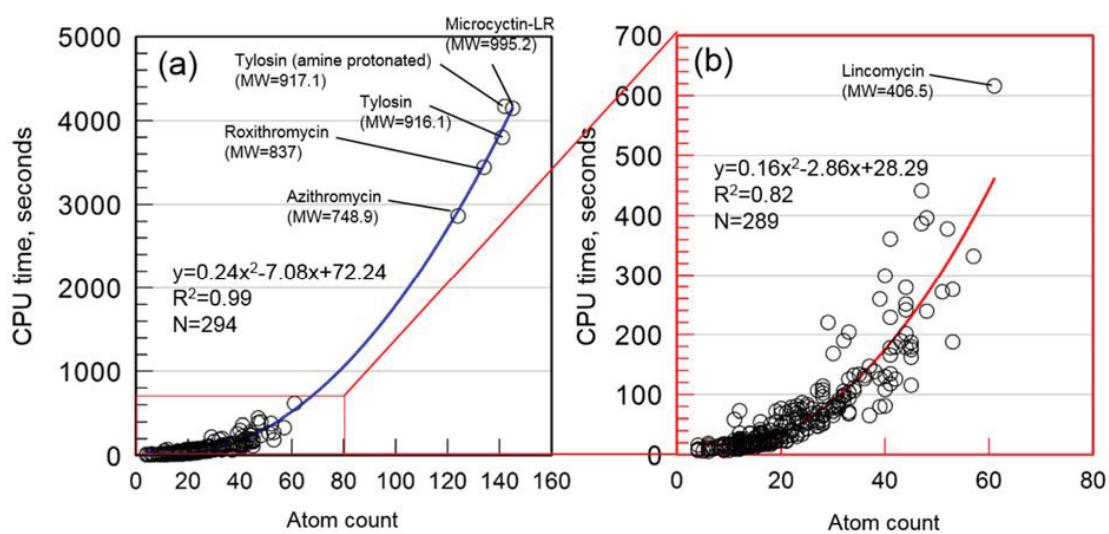 (a)
Microcyctin-LR
(MW=995.2)
Tylosin (amine protonated)
(MW=917.1)
Tylosin
(MW=916.1)
Roxithromycin
(MW=837)
Azithromycin
(MW=748.9)
y=0.24x²-7.08x+72.24
R²=0.99
N=294
CPU time, seconds
5000
4000
3000
2000
1000
0
0 20 40 60 80 100 120 140 160
Atom count
(b)
Lincomycin
(MW=406.5)
y=0.16x²-2.86x+28.29
R²=0.82
N=289
CPU time, seconds
700
600
500
400
300
200
100
0
0 20 40 60 80
Atom count